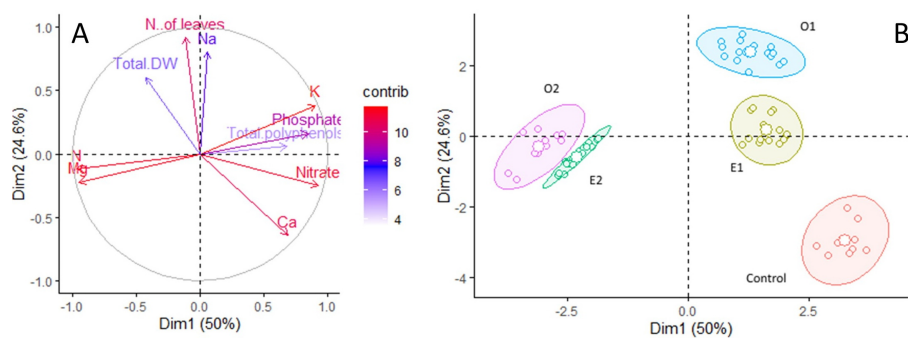 A
1.0
0.5
0.0
-0.5
-1.0
Dim2 (24.6%)
N..of leaves
Na
Total.DW
K
Phosphate
Total.polyphenols
N
Mg
Nitrate
Ca
-1.0 -0.5 0.0 0.5 1.0
Dim1 (50%)
contrib
10
8
6
4
B
2
0
-2
-4
Dim2 (24.6%)
O1
O2
E1
E2
Control
-2.5 0.0 2.5
Dim1 (50%)